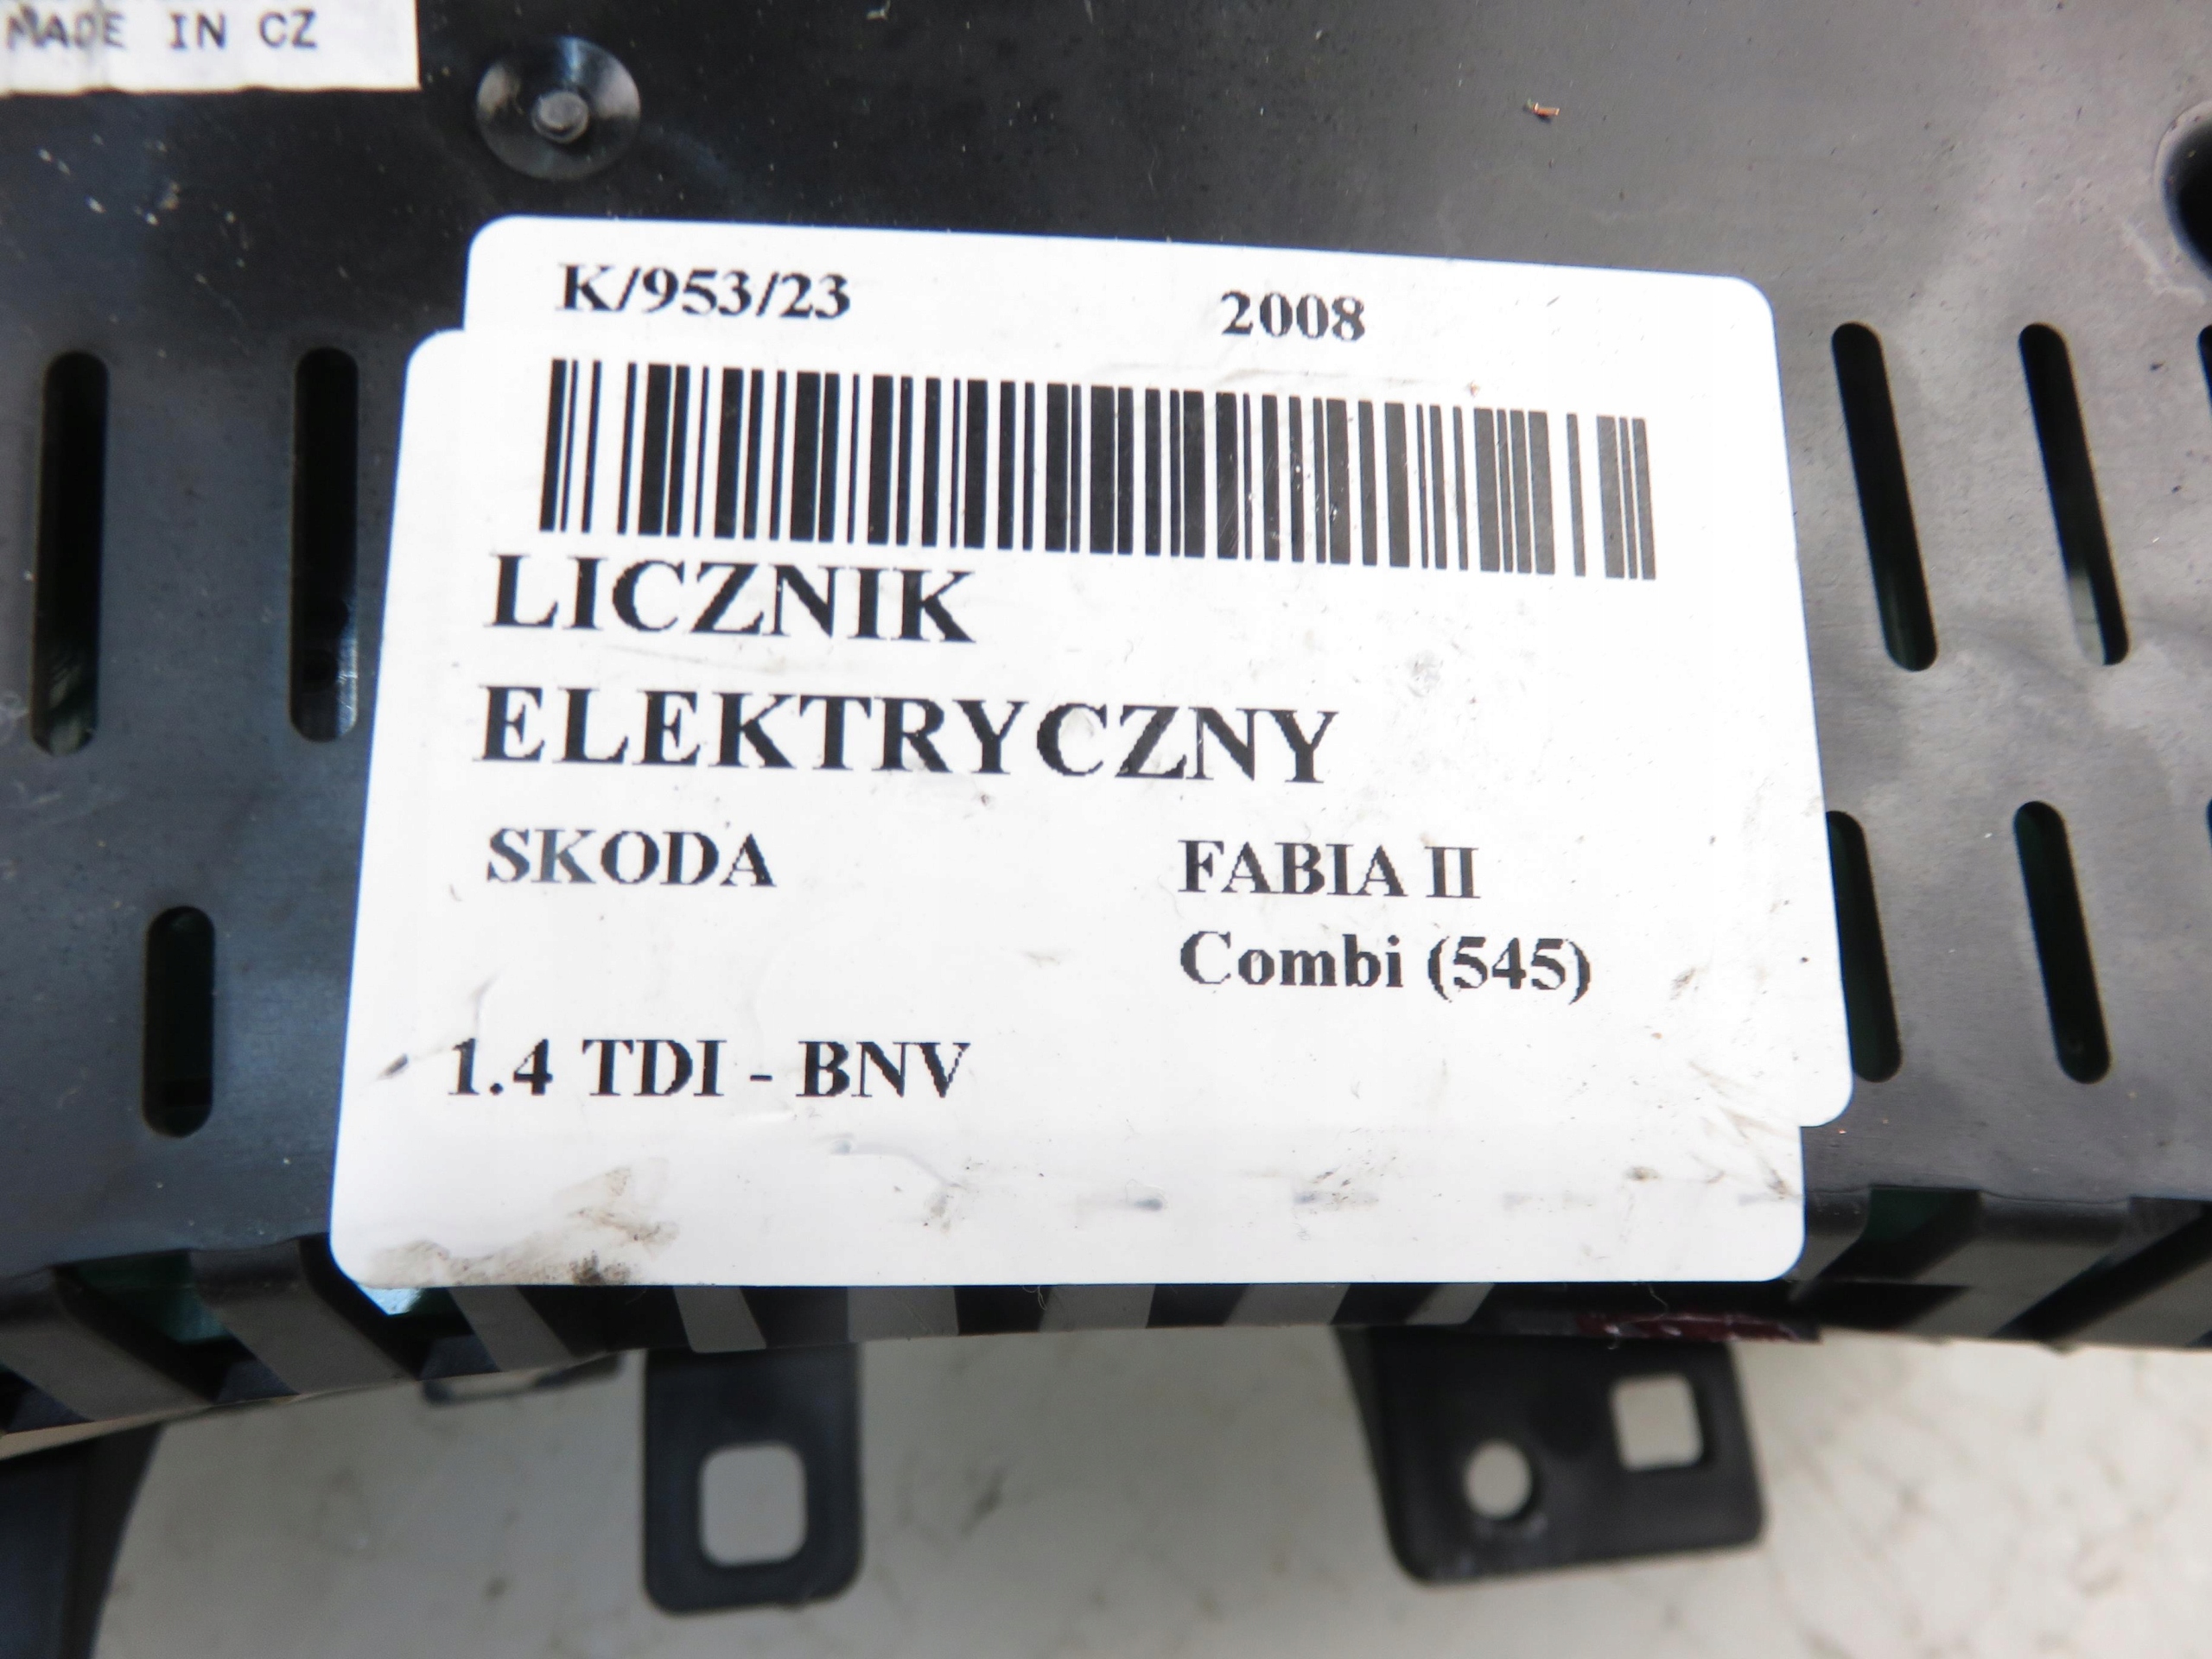 MADE IN CZ
K/953/23 2008
LICZNIK
ELEKTRYCZNY
SKODA FABIA II
Combi (545)
1.4 TDI - BNV